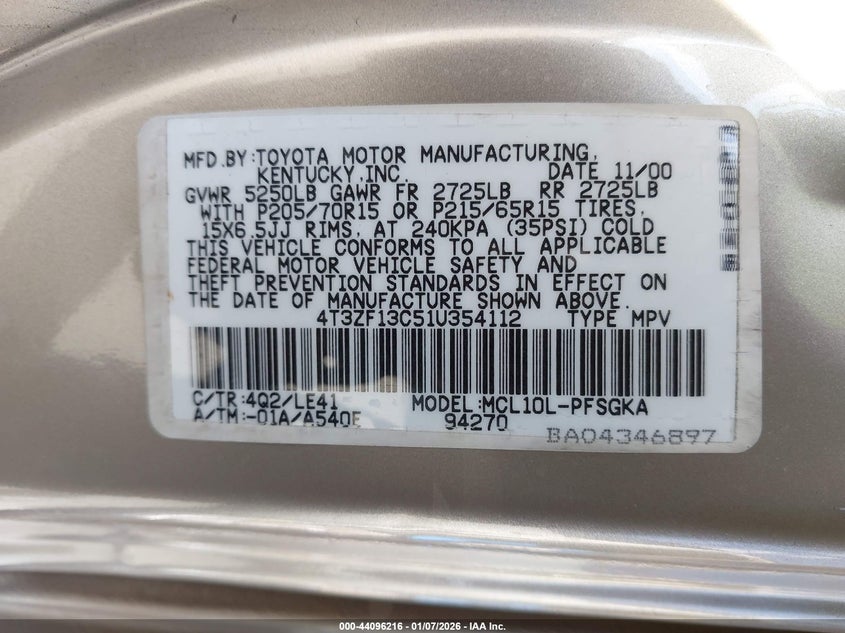 MFD.BY:TOYOTA MOTOR MANUFACTURING,
KENTUCKY,INC. DATE 11/00
GVWR 5250LB GAWR FR 2725LB RR 2725LB
WITH P205/70R15 OR P215/65R15 TIRES,
15X6.5JJ RIMS, AT 240KPA (35PSI) COLD
THIS VEHICLE CONFORMS TO ALL APPLICABLE
FEDERAL MOTOR VEHICLE SAFETY AND
THEFT PREVENTION STANDARDS IN EFFECT ON
THE DATE OF MANUFACTURE SHOWN ABOVE.
4T3ZF13C51U354112 TYPE MPV
C/TR:4Q2/LE41 MODEL:MCL10L-PFSGKA
A/TM:-01A/A540E 94270
BA04346897
000-44096216 - 01/07/2026 - IAA Inc.